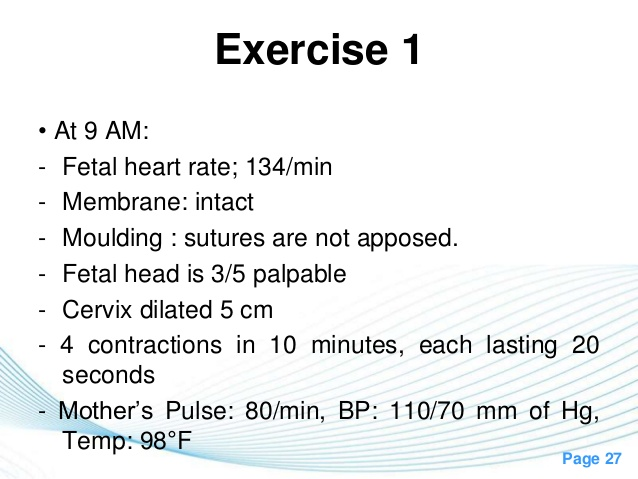 Exercise 1
• At 9 AM:
- Fetal heart rate; 134/min
- Membrane: intact
- Moulding : sutures are not apposed.
- Fetal head is 3/5 palpable
- Cervix dilated 5 cm
- 4 contractions in 10 minutes, each lasting 20
seconds
- Mother’s Pulse: 80/min, BP: 110/70 mm of Hg,
Temp: 98°F
Page 27